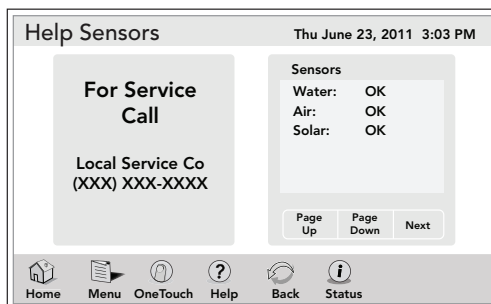 Help Sensors
Thu June 23, 2011 3:03 PM
For Service
Call
Local Service Co
(XXX) XXX-XXXX
Sensors
Water: OK
Air: OK
Solar: OK
Page
Up
Page
Down
Next
Home
Menu
OneTouch
Help
Back
Status